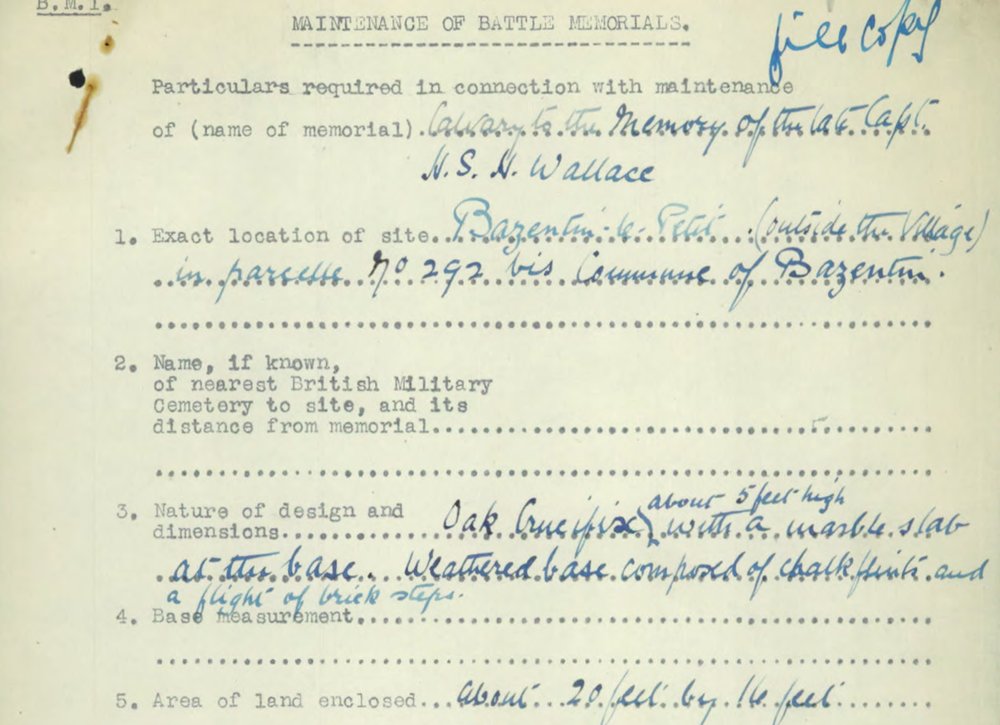 B.M.1.
MAINTENANCE OF BATTLE MEMORIALS.
file copy
Particulars required in connection with maintenance
of (name of memorial). Calvary to the Memory of the late Capt.
H. S. H. Wallace
1. Exact location of site. Bazentin-le-Petit. (outside the Village)
in parcelle No 292 bis Commune of Bazentin.
2. Name, if known,
of nearest British Military
Cemetery to site, and its
distance from memorial
3. Nature of design and
about 5 feet high
dimensions. Oak Crucifix, with a marble slab
at the base. Weathered base composed of chalk flints and
a flight of brick steps.
4. Base measurement
5. Area of land enclosed...about 20 feet by 16 feet